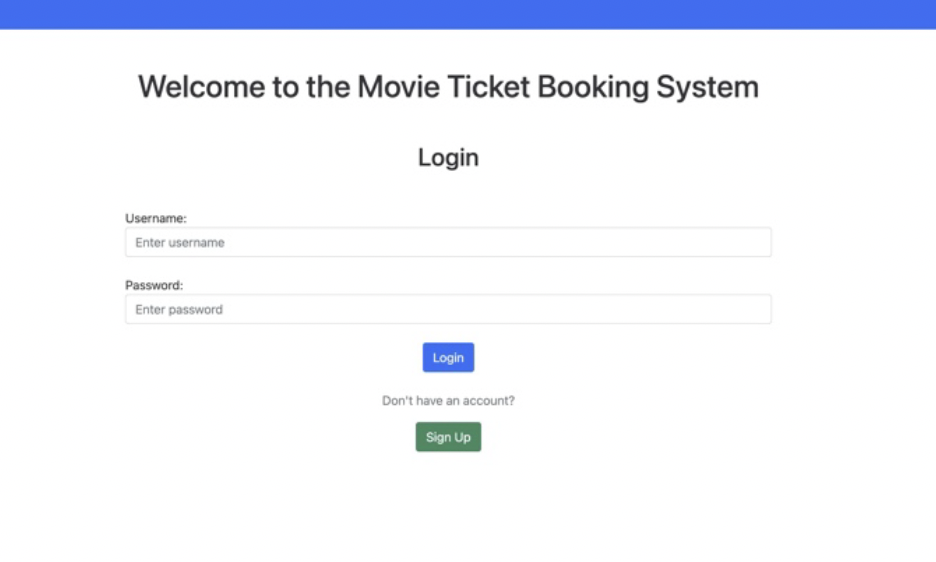 Welcome to the Movie Ticket Booking System
Login
Username:
Enter username
Password:
Enter password
Login
Don't have an account?
Sign Up